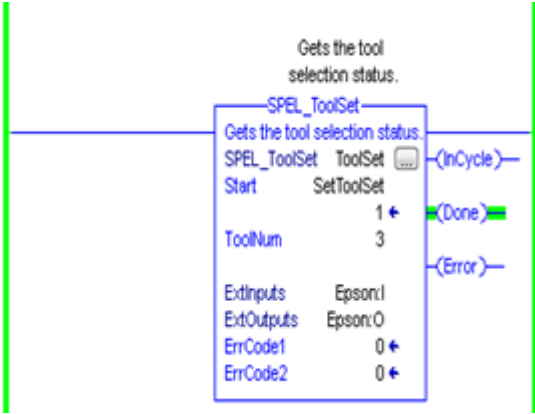 Gets the tool
selection status.
SPEL_ToolSet
Gets the tool selection status.
SPEL_ToolSet ToolSet ...
(InCycle)
Start SetToolSet
1
(Done)
ToolNum 3
(Error)
ExtInputs Epson:I
ExtOutputs Epson:O
ErrCode1 0
ErrCode2 0